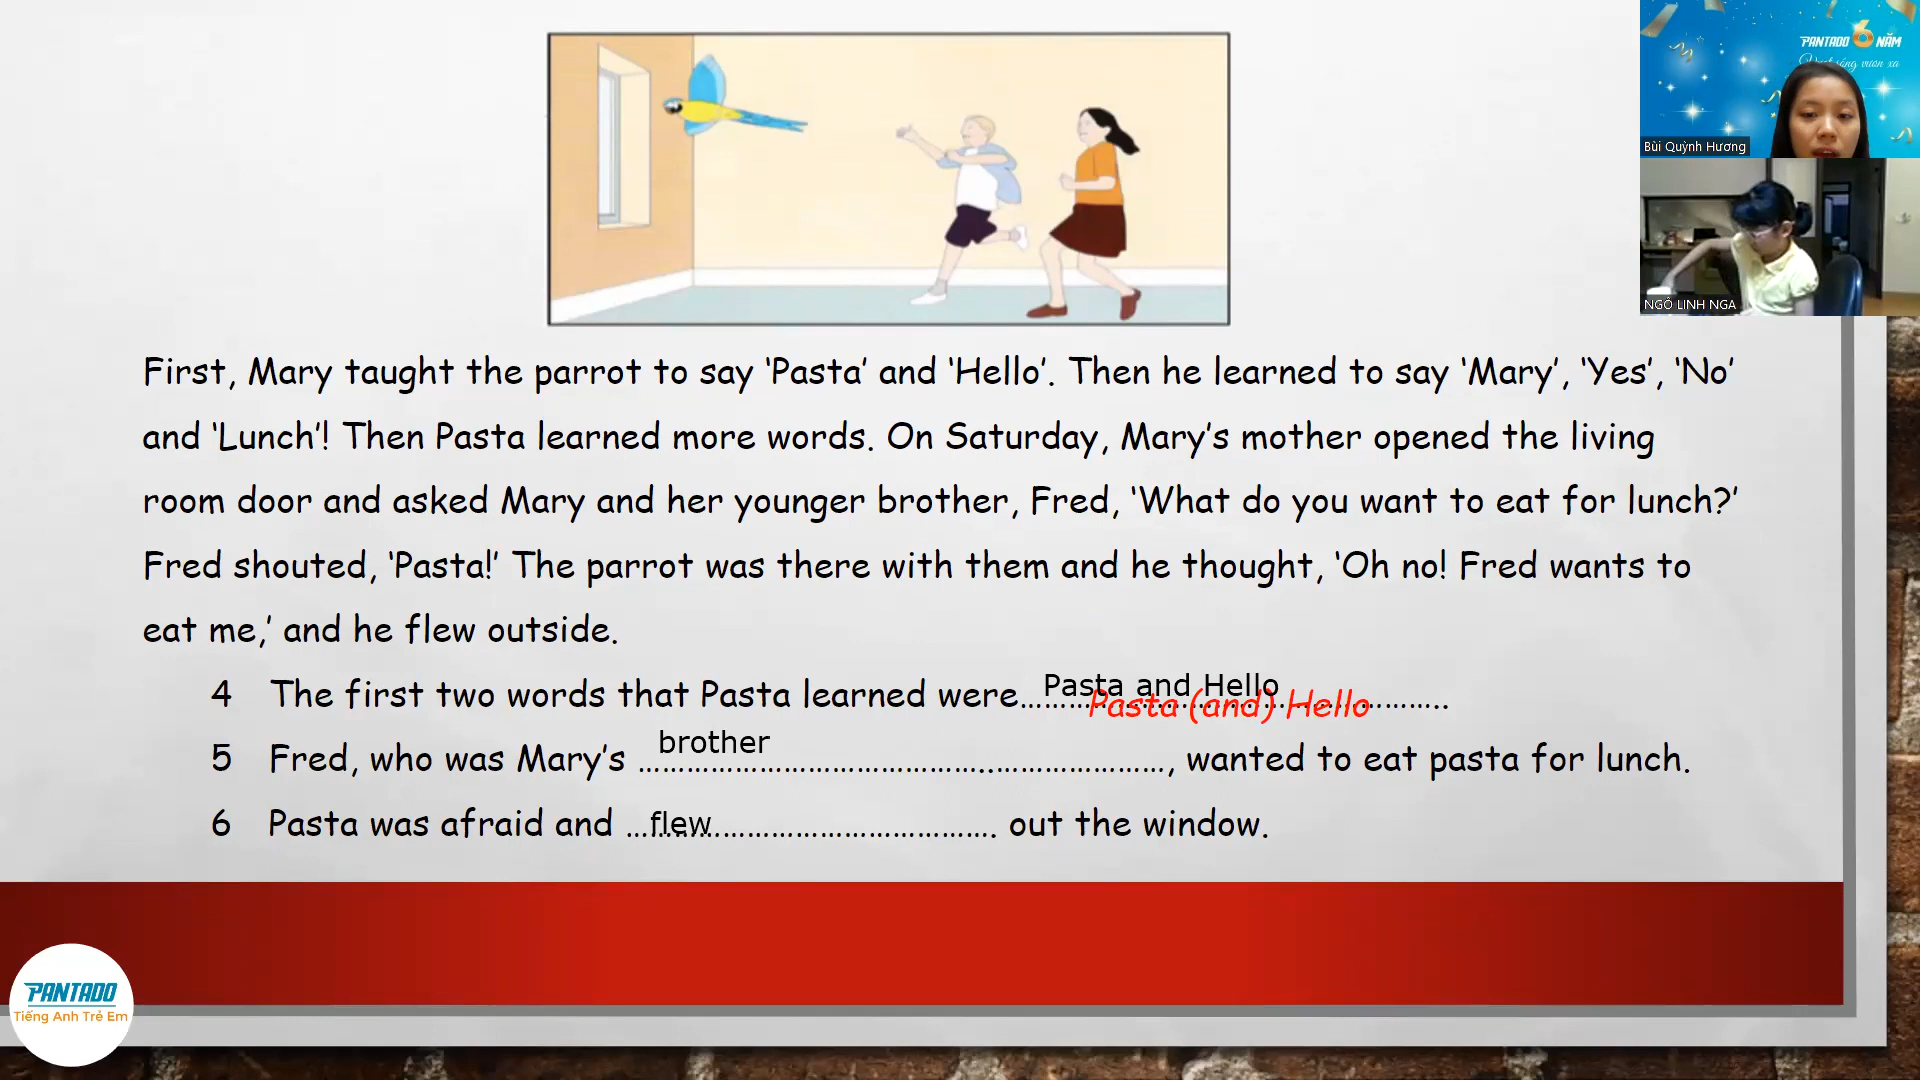 PANTADO 6 NĂM
Vượt sóng vươn xa
Bùi Quỳnh Hương
NGÔ LINH NGA
First, Mary taught the parrot to say ‘Pasta’ and ‘Hello’. Then he learned to say ‘Mary’, ‘Yes’, ‘No’
and ‘Lunch’! Then Pasta learned more words. On Saturday, Mary’s mother opened the living
room door and asked Mary and her younger brother, Fred, ‘What do you want to eat for lunch?’
Fred shouted, ‘Pasta!’ The parrot was there with them and he thought, ‘Oh no! Fred wants to
eat me,’ and he flew outside.
4 The first two words that Pasta learned were……………………………………………..
Pasta and Hello
Pasta (and) Hello
5 Fred, who was Mary’s ……………………………………..…………………, wanted to eat pasta for lunch.
brother
6 Pasta was afraid and ………………………………………. out the window.
flew
PANTADO
Tiếng Anh Trẻ Em